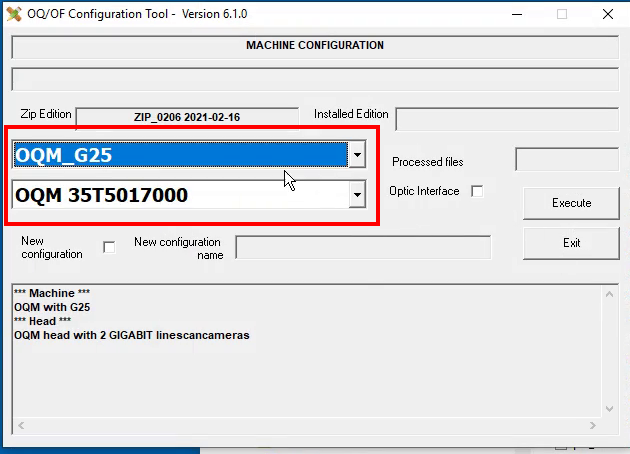 OQ/OF Configuration Tool - Version 6.1.0
MACHINE CONFIGURATION
Zip Edition
ZIP_0206 2021-02-16
Installed Edition
OQM_G25
Processed files
OQM 35T5017000
Optic Interface
Execute
New
configuration
New configuration
name
Exit
*** Machine ***
OQM with G25
*** Head ***
OQM head with 2 GIGABIT linescancameras